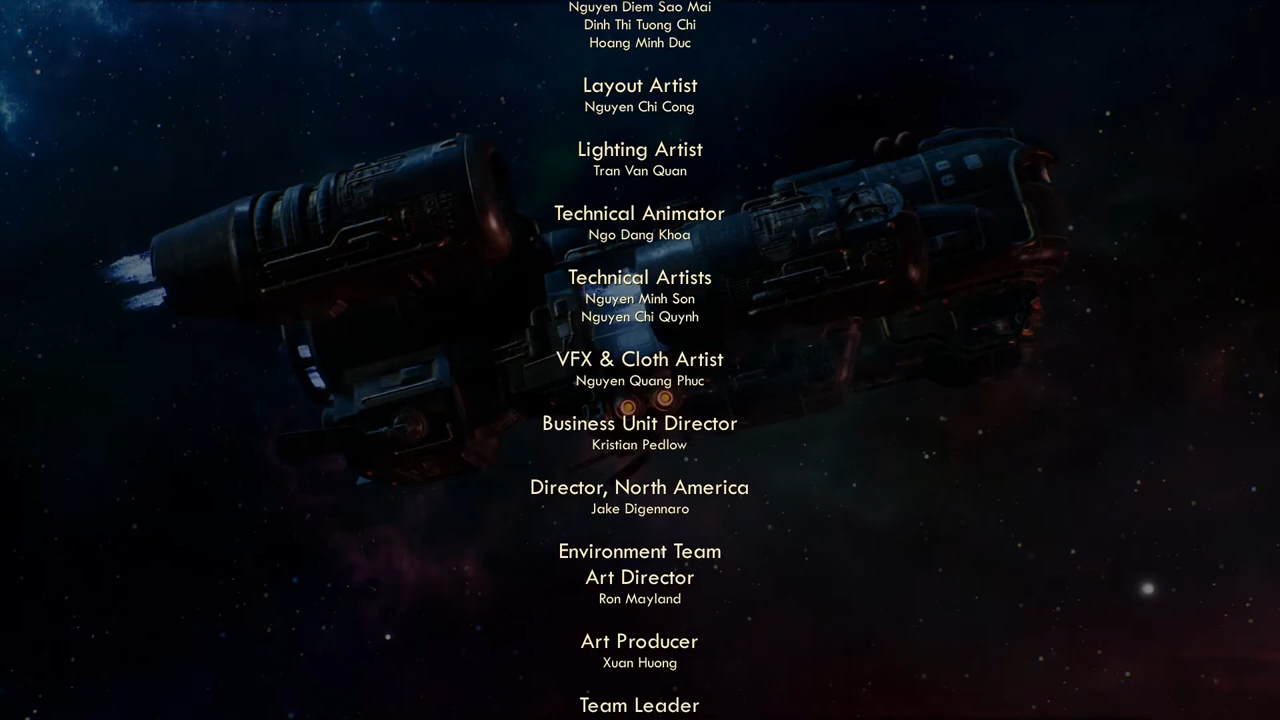 Nguyen Diem Sao Mai
Dinh Thi Tuong Chi
Hoang Minh Duc
Layout Artist
Nguyen Chi Cong
Lighting Artist
Tran Van Quan
Technical Animator
Ngo Dang Khoa
Technical Artists
Nguyen Minh Son
Nguyen Chi Quynh
VFX & Cloth Artist
Nguyen Quang Phuc
Business Unit Director
Kristian Pedlow
Director, North America
Jake Digennaro
Environment Team
Art Director
Ron Mayland
Art Producer
Xuan Huong
Team Leader